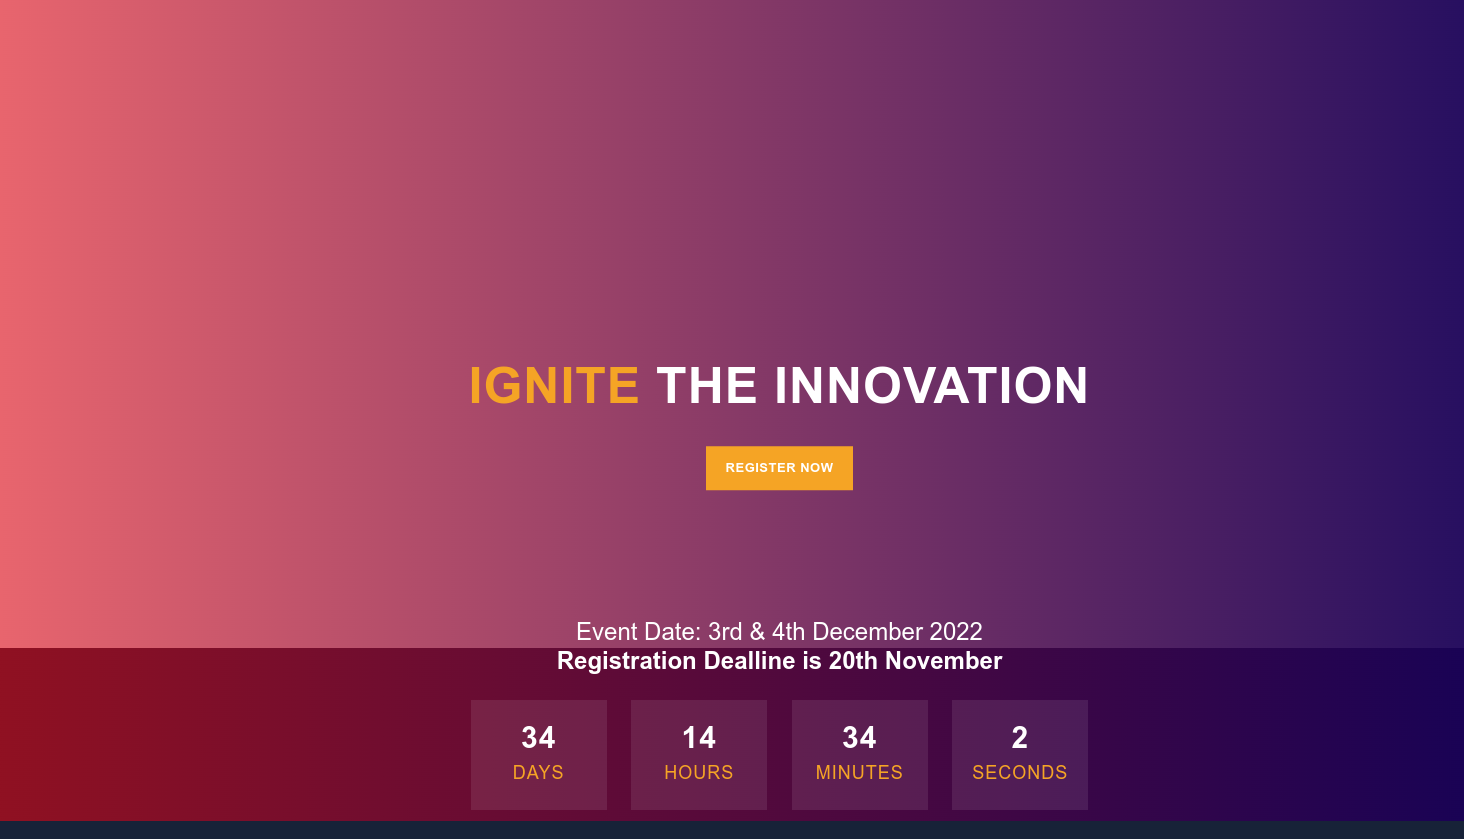 IGNITE THE INNOVATION
REGISTER NOW
Event Date: 3rd & 4th December 2022
Registration Dealline is 20th November
34 14 34 2
DAYS HOURS MINUTES SECONDS